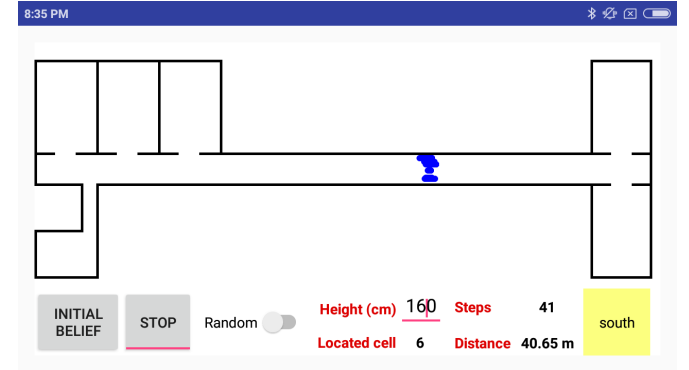 8:35 PM
INITIAL
BELIEF
STOP
Random
Height (cm) 160
Steps 41
Located cell 6
Distance 40.65 m
south